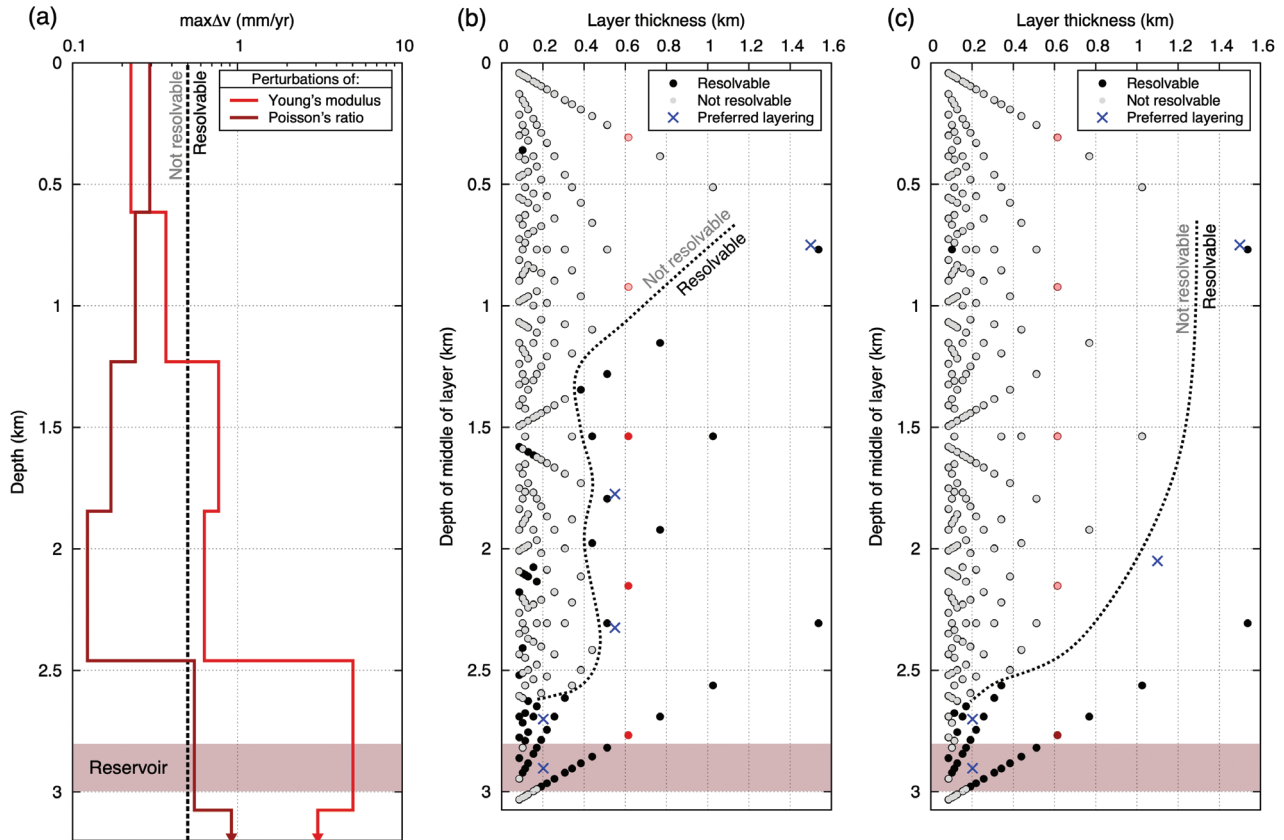 (a)
maxΔv (mm/yr)
0.1 1 10
Perturbations of:
Young's modulus
Poisson's ratio
Not resolvable
Resolvable
Reservoir
Depth (km)
0
0.5
1
1.5
2
2.5
3
(b)
Layer thickness (km)
0 0.2 0.4 0.6 0.8 1 1.2 1.4 1.6
Resolvable
Not resolvable
Preferred layering
Not resolvable
Resolvable
Depth of middle of layer (km)
0
0.5
1
1.5
2
2.5
3
(c)
Layer thickness (km)
0 0.2 0.4 0.6 0.8 1 1.2 1.4 1.6
Resolvable
Not resolvable
Preferred layering
Not resolvable
Resolvable
Depth of middle of layer (km)
0
0.5
1
1.5
2
2.5
3